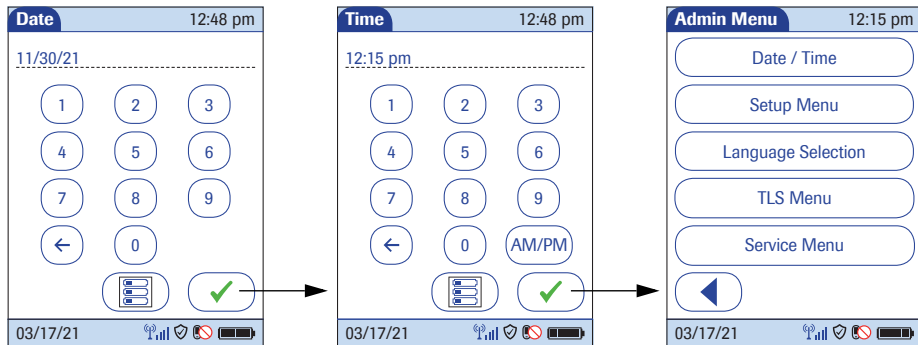 Date 12:48 pm
11/30/21
1 2 3
4 5 6
7 8 9
0
03/17/21
Time 12:48 pm
12:15 pm
1 2 3
4 5 6
7 8 9
0 AM/PM
03/17/21
Admin Menu 12:15 pm
Date / Time
Setup Menu
Language Selection
TLS Menu
Service Menu
03/17/21